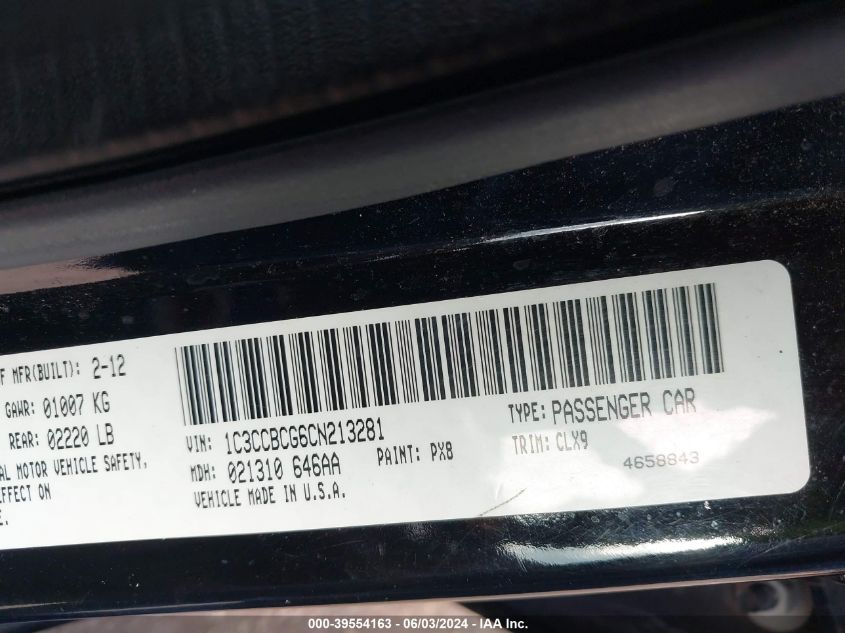 F MFR(BUILT): 2-12
GAWR: 01007 KG
REAR: 02220 LB
AL MOTOR VEHICLE SAFETY,
EFFECT ON
E.
VIN: 1C3CCBCG6CN213281
TYPE: PASSENGER CAR
MDH: 021310 646AA
PAINT: PX8
TRIM: CLX9
VEHICLE MADE IN U.S.A.
4658843
000-39554163 - 06/03/2024 - IAA Inc.